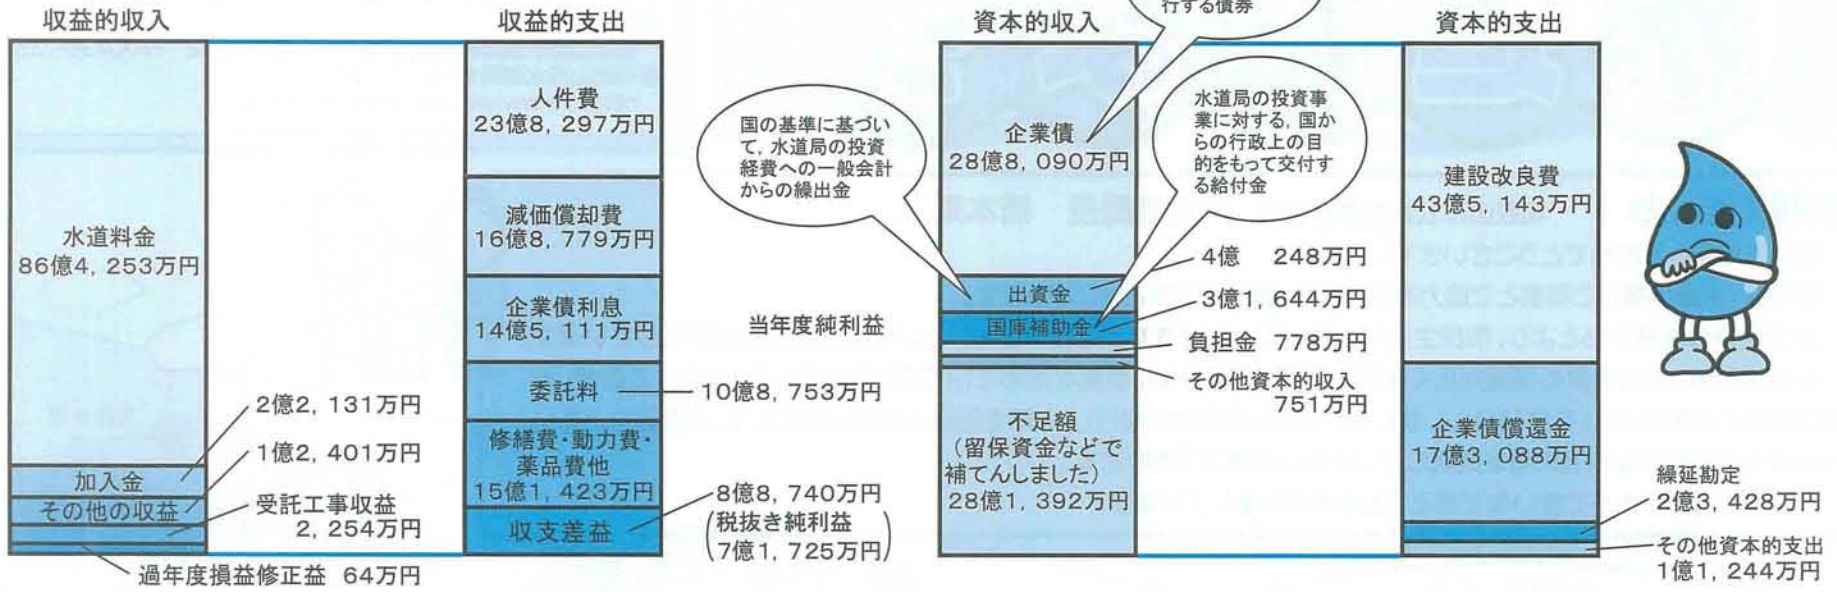 収益的収入
水道料金
86億4, 253万円
加入金
2億2, 131万円
その他の収益
1億2, 401万円
受託工事収益
2, 254万円
過年度損益修正益 64万円
収益的支出
人件費
23億8, 297万円
減価償却費
16億8, 779万円
企業債利息
14億5, 111万円
委託料
10億8, 753万円
修繕費・動力費・
薬品費他
15億1, 423万円
収支差益
8億8, 740万円
(税抜き純利益
7億1, 725万円)
当年度純利益
資本的収入
行する債券
企業債
28億8, 090万円
国の基準に基づい
て, 水道局の投資
経費への一般会計
からの繰出金
水道局の投資事
業に対する, 国か
らの行政上の目
的をもって交付す
る給付金
出資金
4億 248万円
国庫補助金
3億1, 644万円
負担金 778万円
その他資本的収入
751万円
不足額
(留保資金などで
補てんしました)
28億1, 392万円
資本的支出
建設改良費
43億5, 143万円
企業債償還金
17億3, 088万円
繰延勘定
2億3, 428万円
その他資本的支出
1億1, 244万円